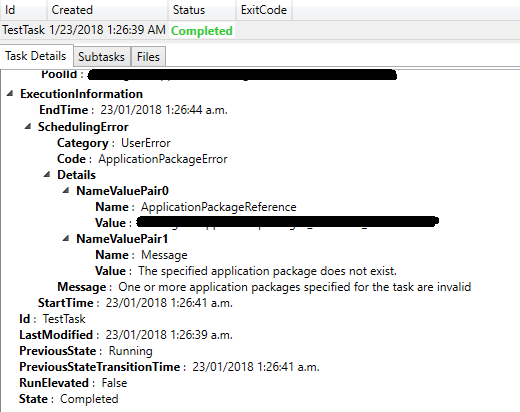 Id Created Status ExitCode
TestTask 1/23/2018 1:26:39 AM Completed
Task Details Subtasks Files
PoolId :
ExecutionInformation
EndTime : 23/01/2018 1:26:44 a.m.
SchedulingError
Category : UserError
Code : ApplicationPackageError
Details
NameValuePair0
Name : ApplicationPackageReference
Value :
NameValuePair1
Name : Message
Value : The specified application package does not exist.
Message : One or more application packages specified for the task are invalid
StartTime : 23/01/2018 1:26:41 a.m.
Id : TestTask
LastModified : 23/01/2018 1:26:39 a.m.
PreviousState : Running
PreviousStateTransitionTime : 23/01/2018 1:26:41 a.m.
RunElevated : False
State : Completed